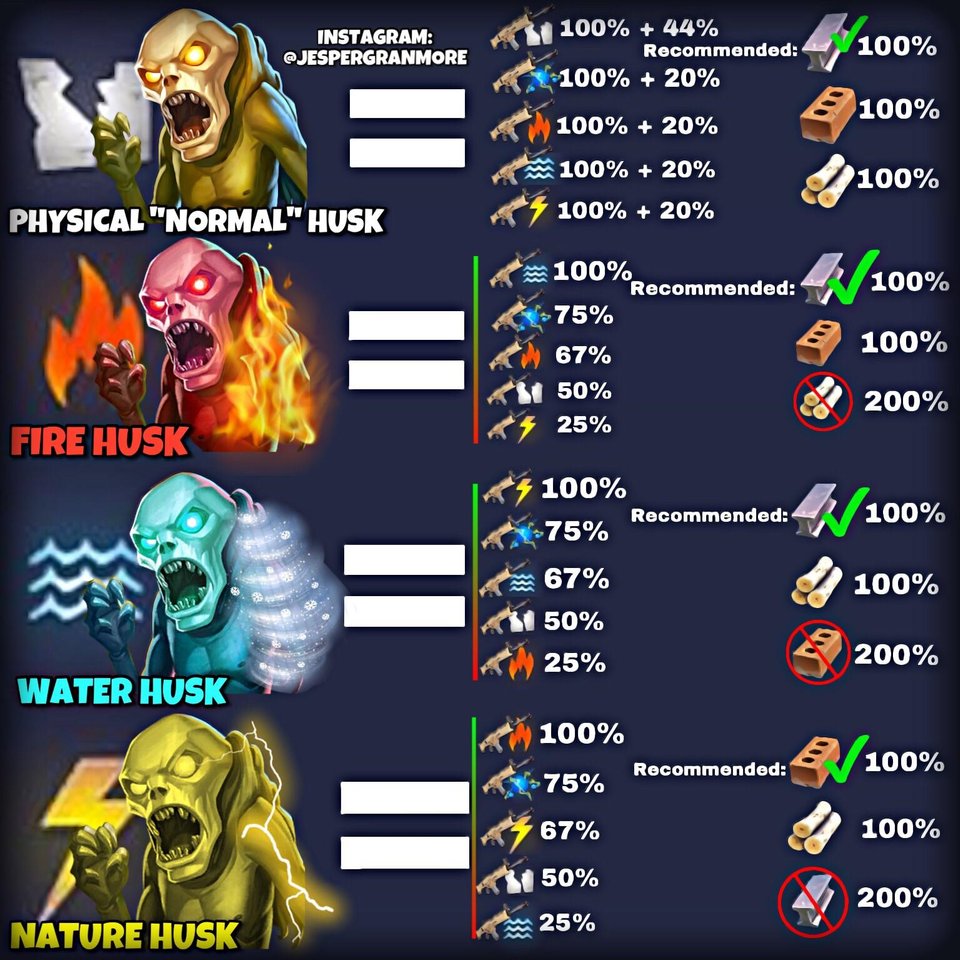 INSTAGRAM:
@JESPERGRANMORE
100% + 44%
Recommended:
100%
100% + 20%
100% + 20%
100%
100% + 20%
100%
100% + 20%
PHYSICAL "NORMAL" HUSK
100%
Recommended:
100%
75%
67%
100%
50%
200%
25%
FIRE HUSK
100%
Recommended:
100%
75%
67%
100%
50%
25%
200%
WATER HUSK
100%
Recommended:
100%
75%
67%
100%
50%
200%
25%
NATURE HUSK